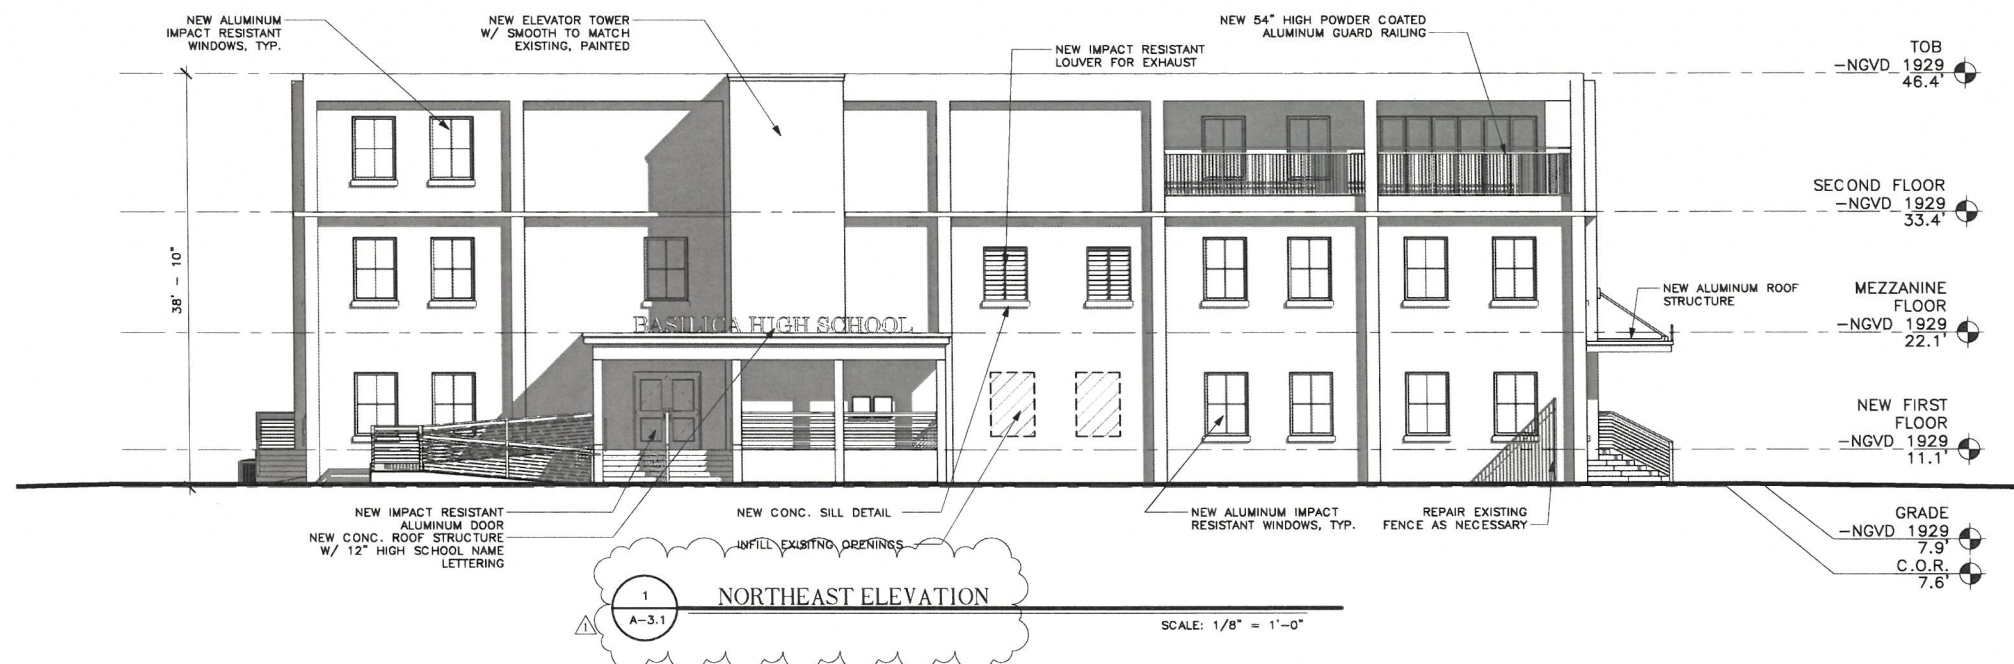 NEW ALUMINUM
IMPACT RESISTANT
WINDOWS, TYP.
NEW ELEVATOR TOWER
W/ SMOOTH TO MATCH
EXISTING, PAINTED
NEW IMPACT RESISTANT
LOUVER FOR EXHAUST
NEW 54" HIGH POWDER COATED
ALUMINUM GUARD RAILING
TOB
-NGVD 1929
46.4'
SECOND FLOOR
-NGVD 1929
33.4'
38' - 10"
MEZZANINE
FLOOR
-NGVD 1929
22.1'
NEW ALUMINUM ROOF
STRUCTURE
BASILICA HIGH SCHOOL
NEW FIRST
FLOOR
-NGVD 1929
11.1'
NEW IMPACT RESISTANT
ALUMINUM DOOR
NEW CONC. ROOF STRUCTURE
W/ 12" HIGH SCHOOL NAME
LETTERING
NEW CONC. SILL DETAIL
INFILL EXISITNG OPENINGS
NEW ALUMINUM IMPACT
RESISTANT WINDOWS, TYP.
REPAIR EXISTING
FENCE AS NECESSARY
GRADE
-NGVD 1929
7.9'
C.O.R.
7.6'
1
A-3.1
NORTHEAST ELEVATION
1
SCALE: 1/8" = 1'-0"